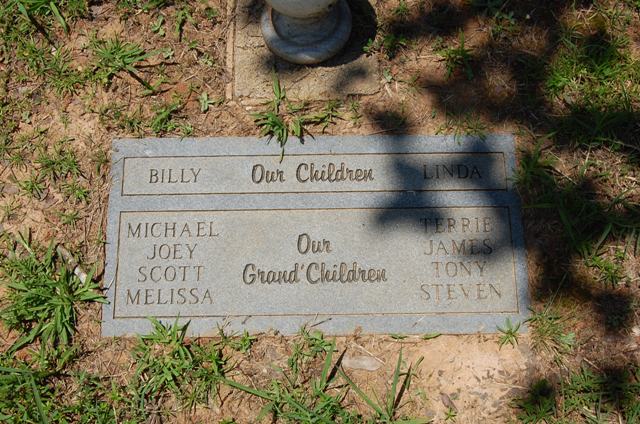 BILLY Our Children LINDA
MICHAEL TERRIE
JOEY Our JAMES
SCOTT Grand'Children TONY
MELISSA STEVEN